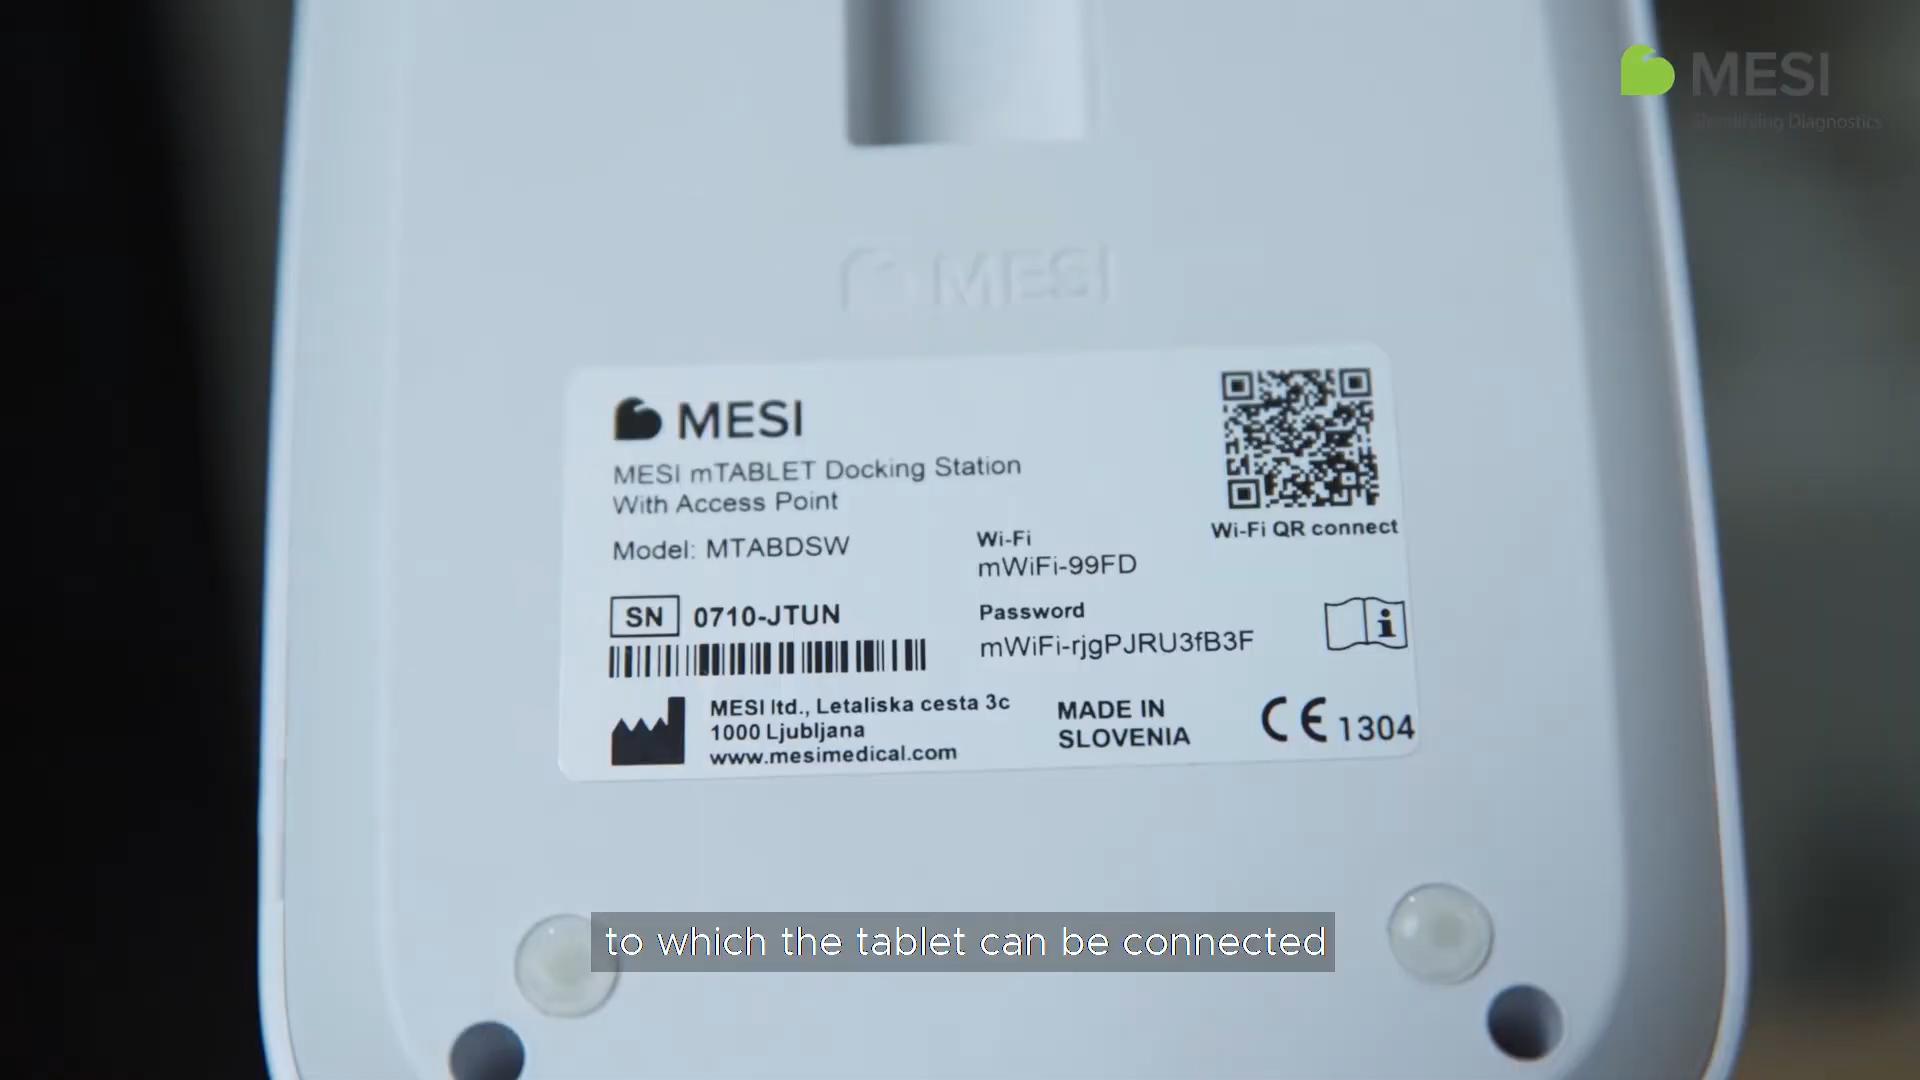 MESI
Simplifying Diagnostics
MESI
MESI
MESI mTABLET Docking Station
With Access Point
Model: MTABDSW
SN 0710-JTUN
Wi-Fi
mWiFi-99FD
Password
mWiFi-rjgPJRU3fB3F
Wi-Fi QR connect
MESI ltd., Letaliska cesta 3c
1000 Ljubljana
www.mesimedical.com
MADE IN
SLOVENIA
CE 1304
to which the tablet can be connected